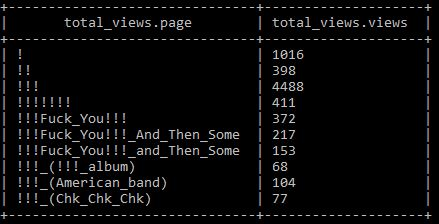 total_views.page | total_views.views
! | 1016
!! | 398
!!! | 4488
!!!!!!! | 411
!!!Fuck_You!!! | 372
!!!Fuck_You!!!_And_Then_Some | 217
!!!Fuck_You!!!_and_Then_Some | 153
!!!_(!!!_album) | 68
!!!_(American_band) | 104
!!!_(Chk_Chk_Chk) | 77